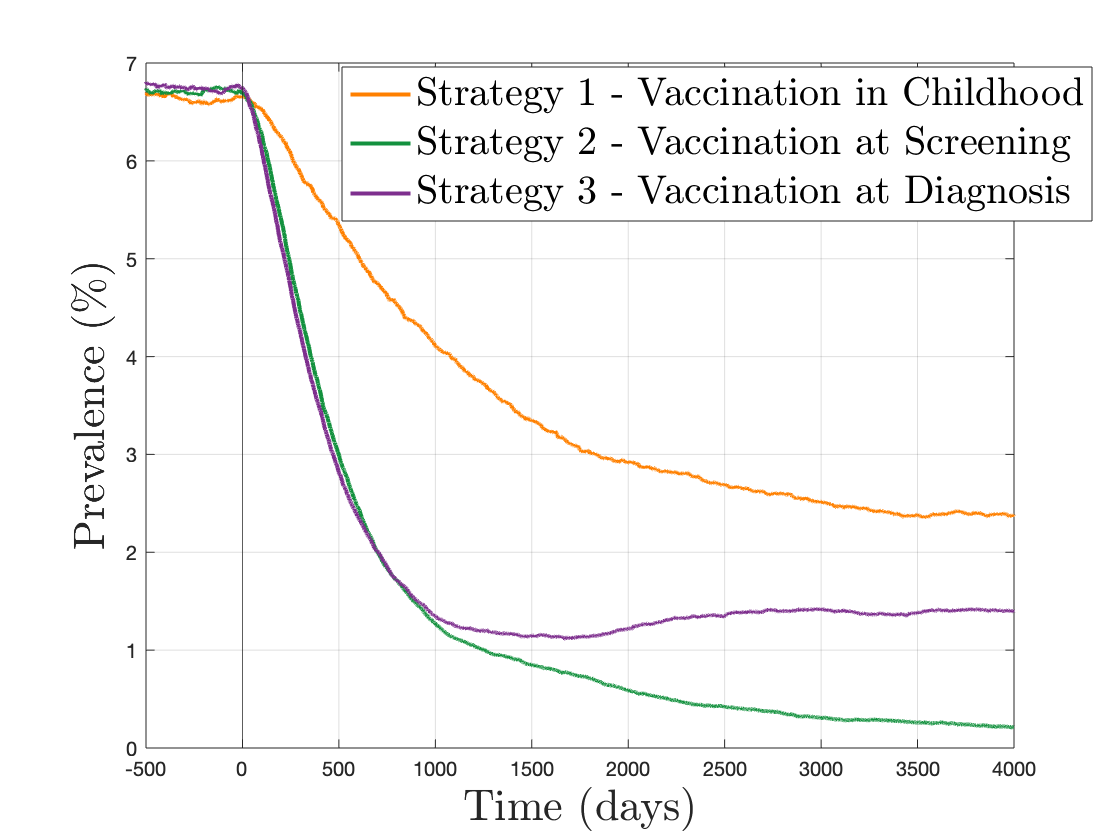 7
Strategy 1 - Vaccination in Childhood
Strategy 2 - Vaccination at Screening
Strategy 3 - Vaccination at Diagnosis
6
5
4
3
2
1
0
Prevalence (%)
-500 0 500 1000 1500 2000 2500 3000 3500 4000
Time (days)